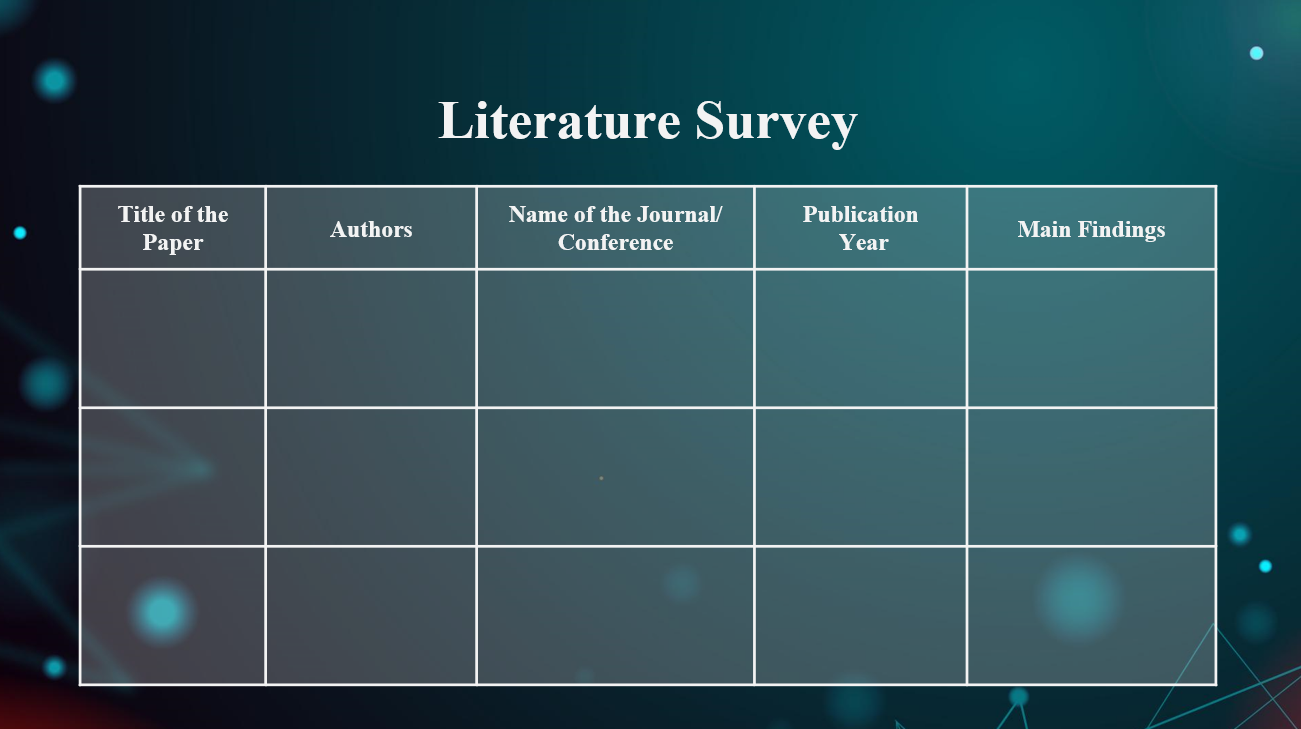 Literature Survey
Title of the
Paper
Authors
Name of the Journal/
Conference
Publication
Year
Main Findings